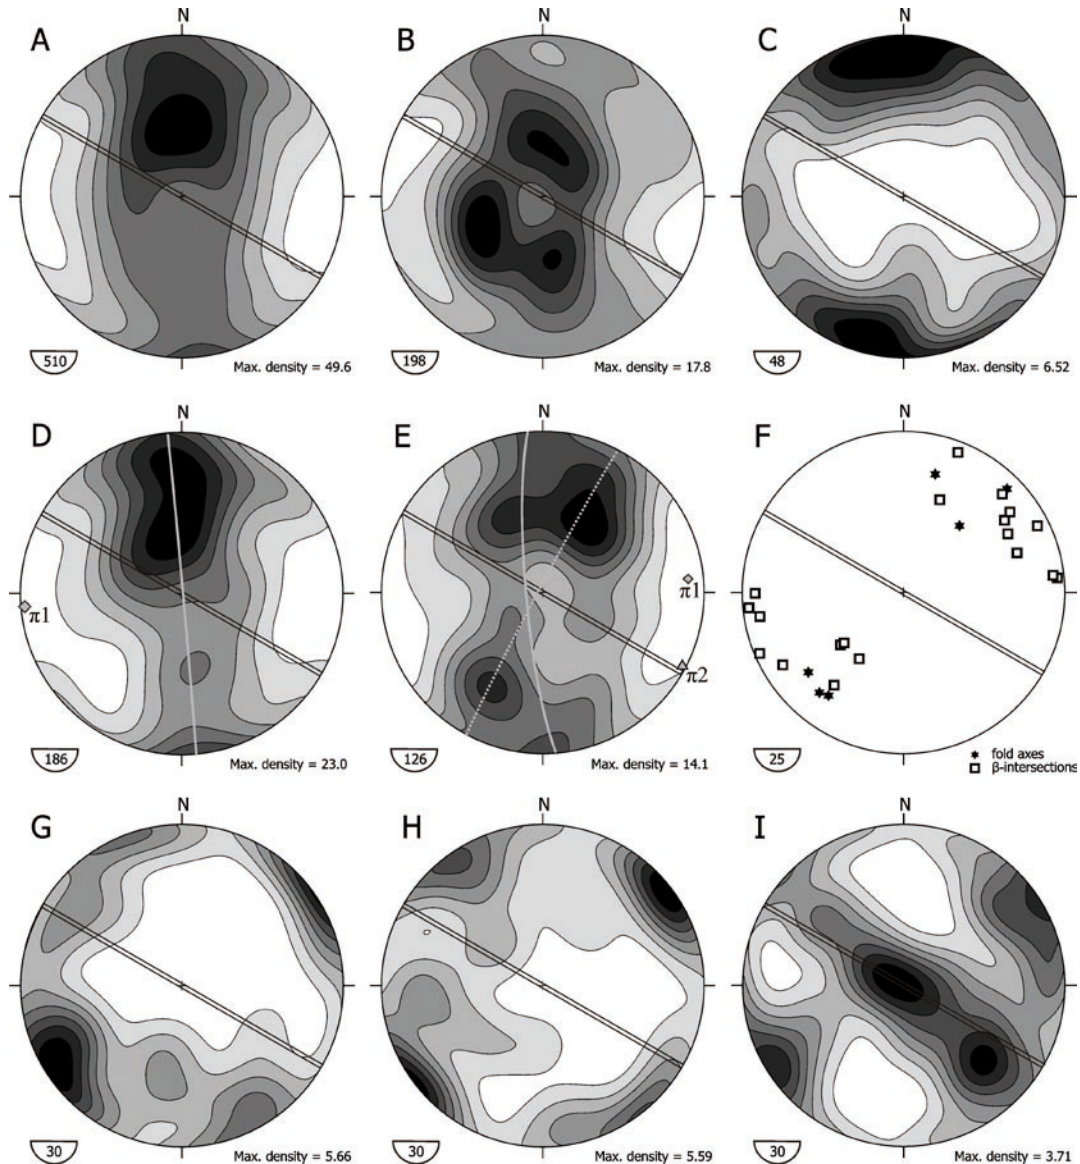 A
N
510
Max. density = 49.6
B
N
198
Max. density = 17.8
C
N
48
Max. density = 6.52
D
N
π1
186
Max. density = 23.0
E
N
π1
π2
126
Max. density = 14.1
F
N
25
fold axes
β-intersections
G
N
30
Max. density = 5.66
H
N
30
Max. density = 5.59
I
N
30
Max. density = 3.71